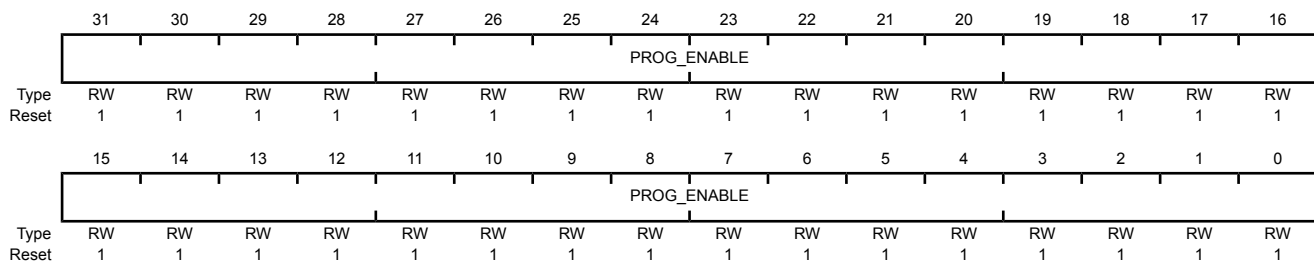 31 30 29 28 27 26 25 24 23 22 21 20 19 18 17 16
PROG_ENABLE
Type RW RW RW RW RW RW RW RW RW RW RW RW RW RW RW RW
Reset 1 1 1 1 1 1 1 1 1 1 1 1 1 1 1 1
15 14 13 12 11 10 9 8 7 6 5 4 3 2 1 0
PROG_ENABLE
Type RW RW RW RW RW RW RW RW RW RW RW RW RW RW RW RW
Reset 1 1 1 1 1 1 1 1 1 1 1 1 1 1 1 1